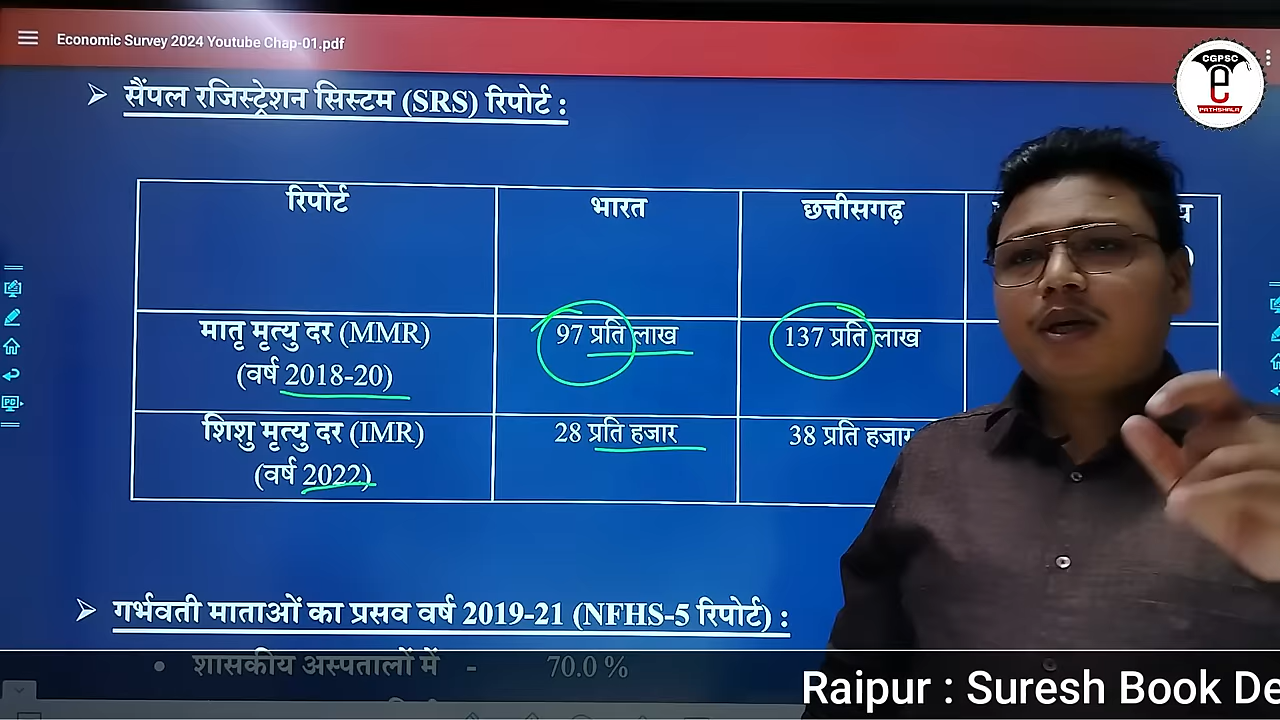 Economic Survey 2024 Youtube Chap-01.pdf
CGPSC
e
PATHSHALA
➢ सैंपल रजिस्ट्रेशन सिस्टम (SRS) रिपोर्ट :
रिपोर्ट भारत छत्तीसगढ़
मातृ मृत्यु दर (MMR) 97 प्रति लाख 137 प्रति लाख
(वर्ष 2018-20)
शिशु मृत्यु दर (IMR) 28 प्रति हजार 38 प्रति हजार
(वर्ष 2022)
➢ गर्भवती माताओं का प्रसव वर्ष 2019-21 (NFHS-5 रिपोर्ट) :
• शासकीय अस्पतालों में - 70.0 %
Raipur : Suresh Book De